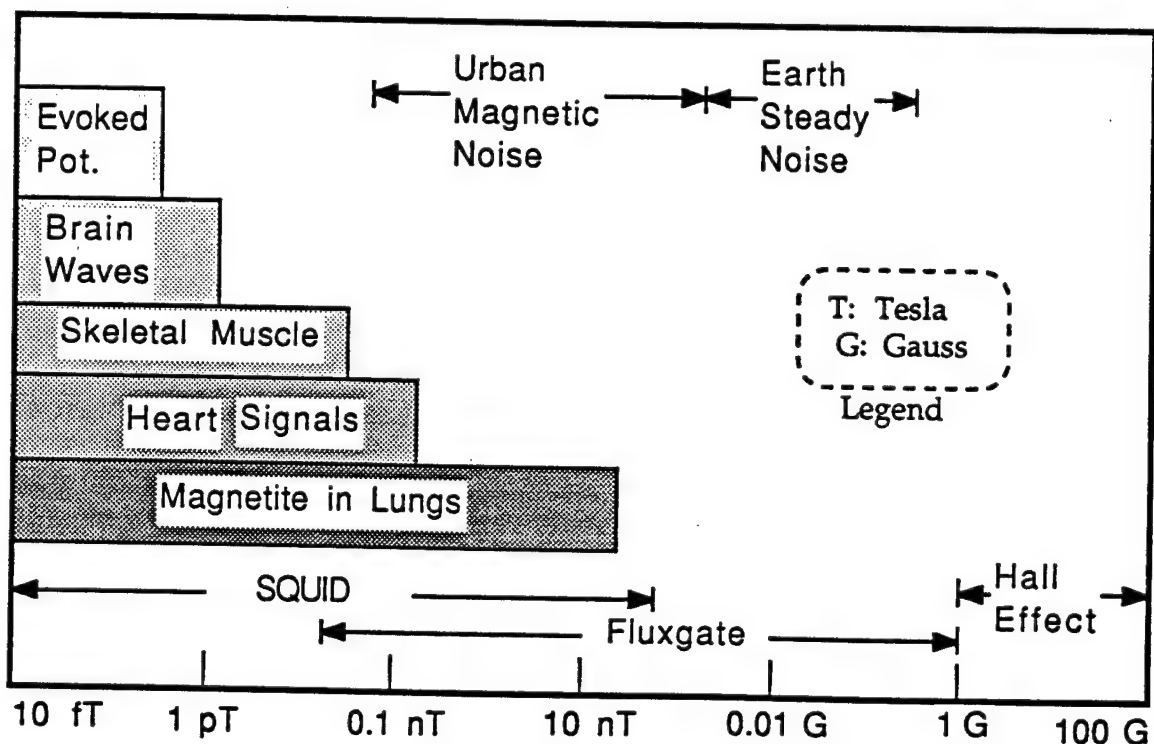 Urban
Magnetic
Noise
Earth
Steady
Noise
Evoked
Pot.
Brain
Waves
Skeletal Muscle
Heart Signals
Magnetite in Lungs
T: Tesla
G: Gauss
Legend
SQUID
Hall
Effect
Fluxgate
10 fT 1 pT 0.1 nT 10 nT 0.01 G 1 G 100 G